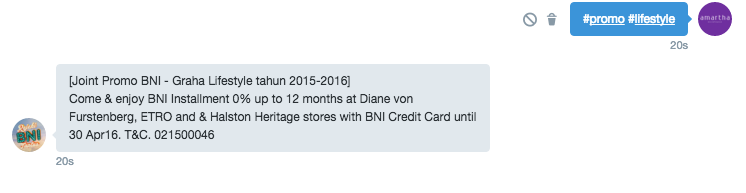 #promo #lifestyle
amartha
20s
[Joint Promo BNI - Graha Lifestyle tahun 2015-2016]
Come & enjoy BNI Installment 0% up to 12 months at Diane von
Furstenberg, ETRO and & Halston Heritage stores with BNI Credit Card until
30 Apr16. T&C. 021500046
BNI
20s